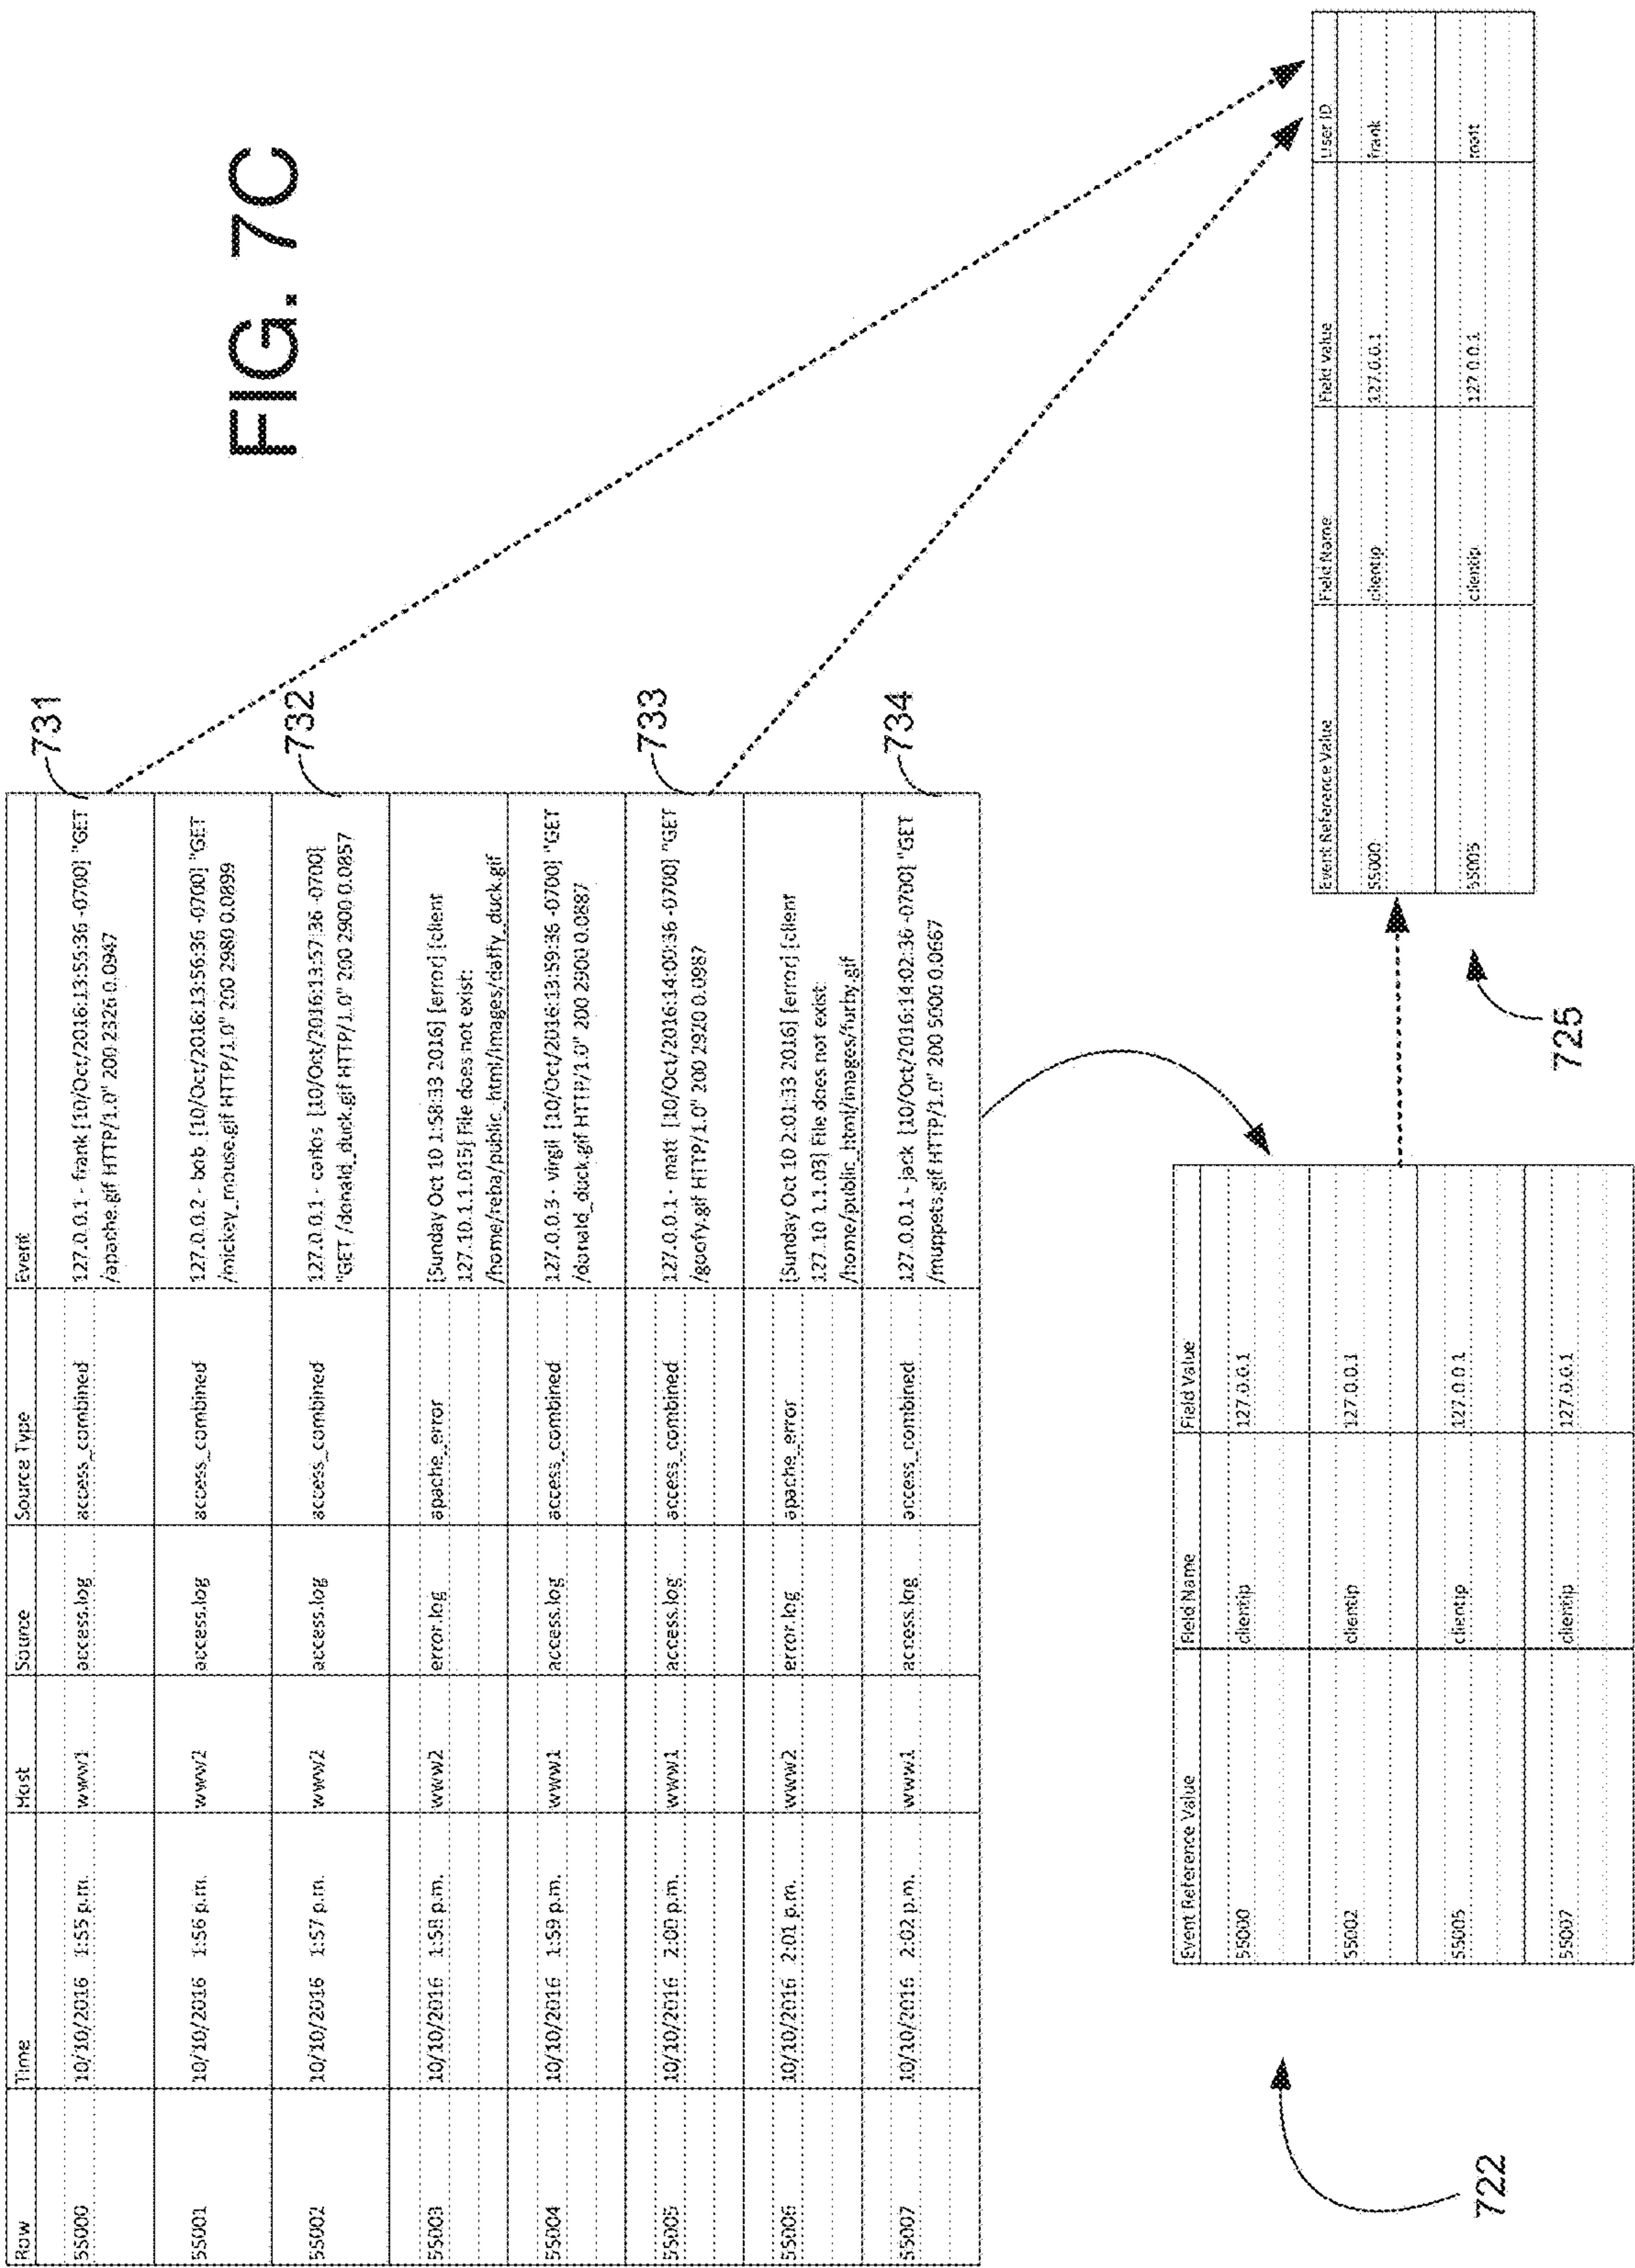 Row Time Host Source Source Type Event
55000 10/10/2016 1:55 p.m. www1 access.log access_combined 127.0.0.1 - frank [10/Oct/2016:13:55:36 -0700] "GET
/apache.gif HTTP/1.0" 200 2326 0.0947
731
55001 10/10/2016 1:56 p.m. www2 access.log access_combined 127.0.0.2 - bob [10/Oct/2016:13:56:36 -0700] "GET
/mickey_mouse.gif HTTP/1.0" 200 2980 0.0899
55002 10/10/2016 1:57 p.m. www2 access.log access_combined 127.0.0.1 - carlos [10/Oct/2016:13:57:36 -0700]
"GET /donald_duck.gif HTTP/1.0" 200 2900 0.0857
732
55003 10/10/2016 1:58 p.m. www2 error.log apache_error [Sunday Oct 10 1:58:33 2016] [error] [client
127.10.1.1.015] File does not exist:
/home/reba/public_html/images/daffy_duck.gif
55004 10/10/2016 1:59 p.m. www1 access.log access_combined 127.0.0.3 - virgil [10/Oct/2016:13:59:36 -0700] "GET
/donald_duck.gif HTTP/1.0" 200 2900 0.0887
55005 10/10/2016 2:00 p.m. www1 access.log access_combined 127.0.0.1 - matt [10/Oct/2016:14:00:36 -0700] "GET
/goofy.gif HTTP/1.0" 200 2920 0.0987
733
55006 10/10/2016 2:01 p.m. www2 error.log apache_error [Sunday Oct 10 2:01:33 2016] [error] [client
127.10.1.1.03] File does not exist:
/home/public_html/images/furby.gif
55007 10/10/2016 2:02 p.m. www1 access.log access_combined 127.0.0.1 - jack [10/Oct/2016:14:02:36 -0700] "GET
/muppets.gif HTTP/1.0" 200 5000 0.0667
734
FIG. 7C
722
Event Reference Value Field Name Field Value
55000 clientip 127.0.0.1
55002 clientip 127.0.0.1
55005 clientip 127.0.0.1
55007 clientip 127.0.0.1
725
Event Reference Value Field Name Field Value User ID
55000 clientip 127.0.0.1 frank
55005 clientip 127.0.0.1 matt